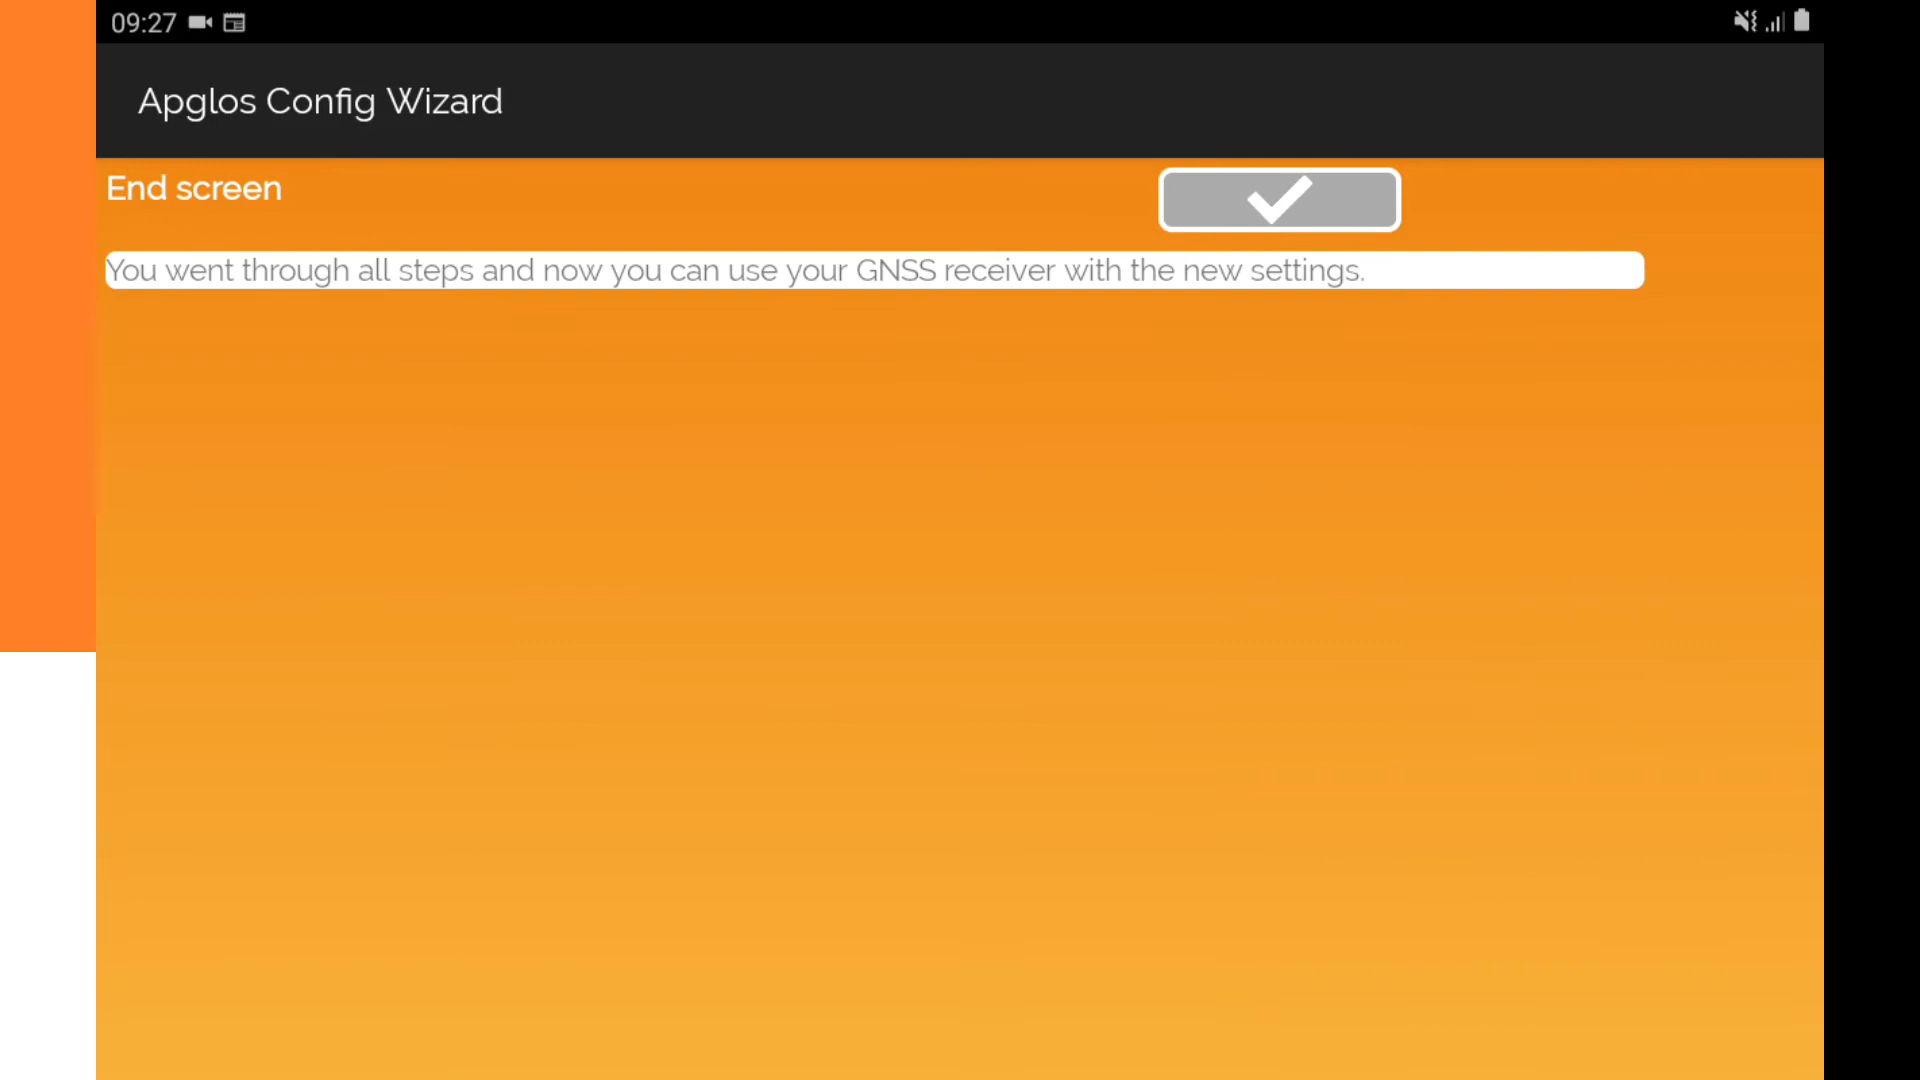 09:27
Apglos Config Wizard
End screen
You went through all steps and now you can use your GNSS receiver with the new settings.